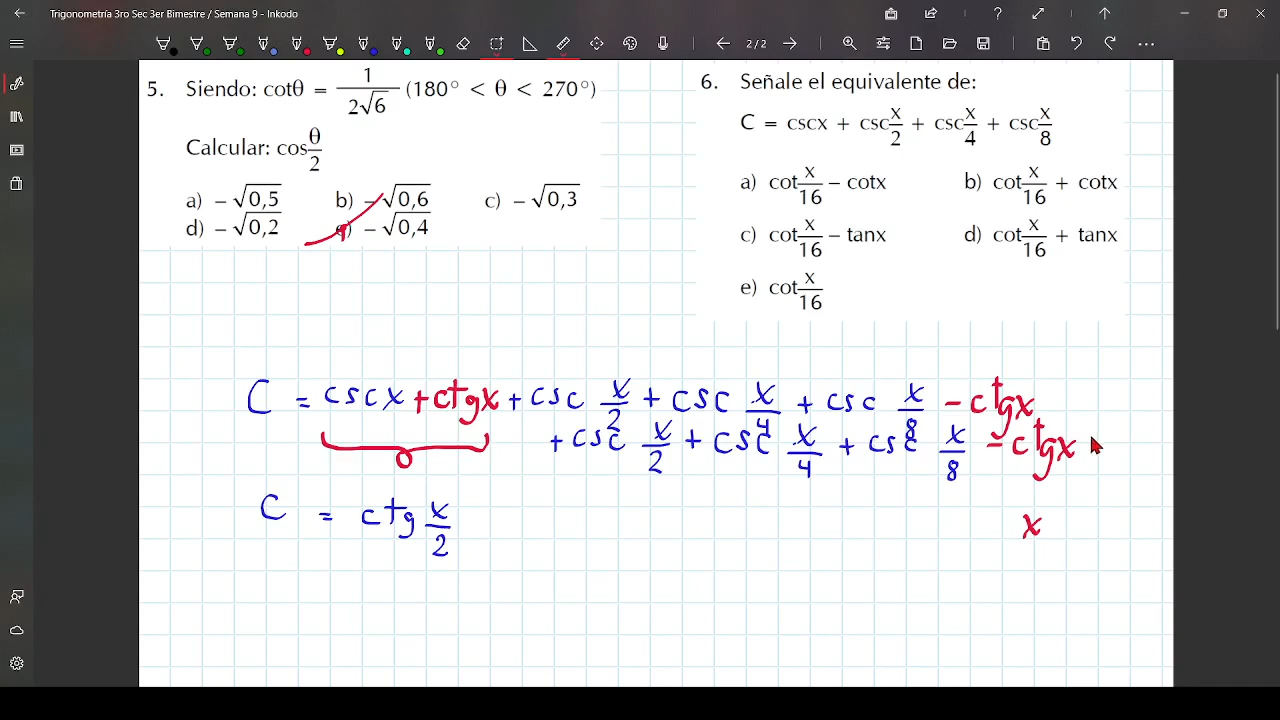 Trigonometría 3ro Sec 3er Bimestre / Semana 9 - Inkodo
2/2
5. Siendo: cotθ = 1/(2√6) (180° < θ < 270°)
Calcular: cos θ/2
a) – √0,5 b) – √0,6 c) – √0,3
d) – √0,2 e) – √0,4
6. Señale el equivalente de:
C = cscx + csc x/2 + csc x/4 + csc x/8
a) cot x/16 – cotx b) cot x/16 + cotx
c) cot x/16 – tanx d) cot x/16 + tanx
e) cot x/16
C = cscx + ctgx + csc x/2 + csc x/4 + csc x/8 – ctgx
+ csc x/2 + csc x/4 + csc x/8 – ctgx
C = ctg x/2
x